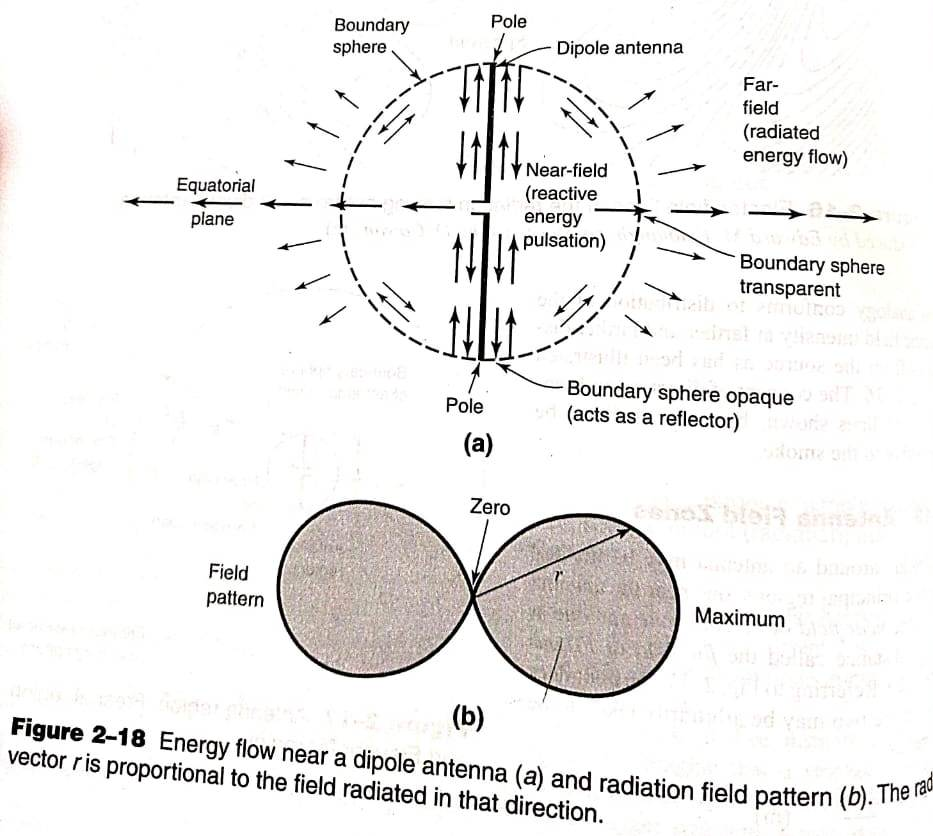 Boundary
sphere
Pole
Dipole antenna
Far-
field
(radiated
energy flow)
Near-field
(reactive
energy
pulsation)
Equatorial
plane
Boundary sphere
transparent
Boundary sphere opaque
(acts as a reflector)
Pole
(a)
Zero
Field
pattern
r
Maximum
(b)
Figure 2–18 Energy flow near a dipole antenna (a) and radiation field pattern (b). The rad
vector r is proportional to the field radiated in that direction.